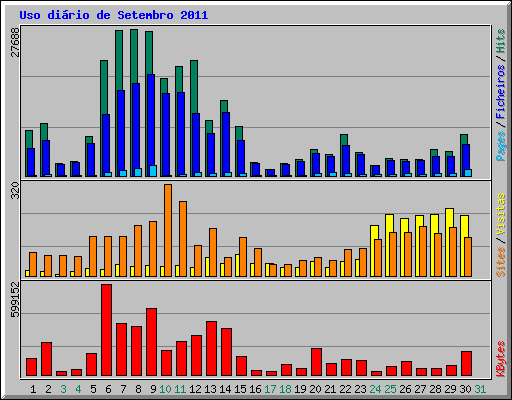 Uso diário de Setembro 2011
27688
Pages / Ficheiros / Hits
320
Sites / Visitas
599152
KBytes
1 2 3 4 5 6 7 8 9 10 11 12 13 14 15 16 17 18 19 20 21 22 23 24 25 26 27 28 29 30 31